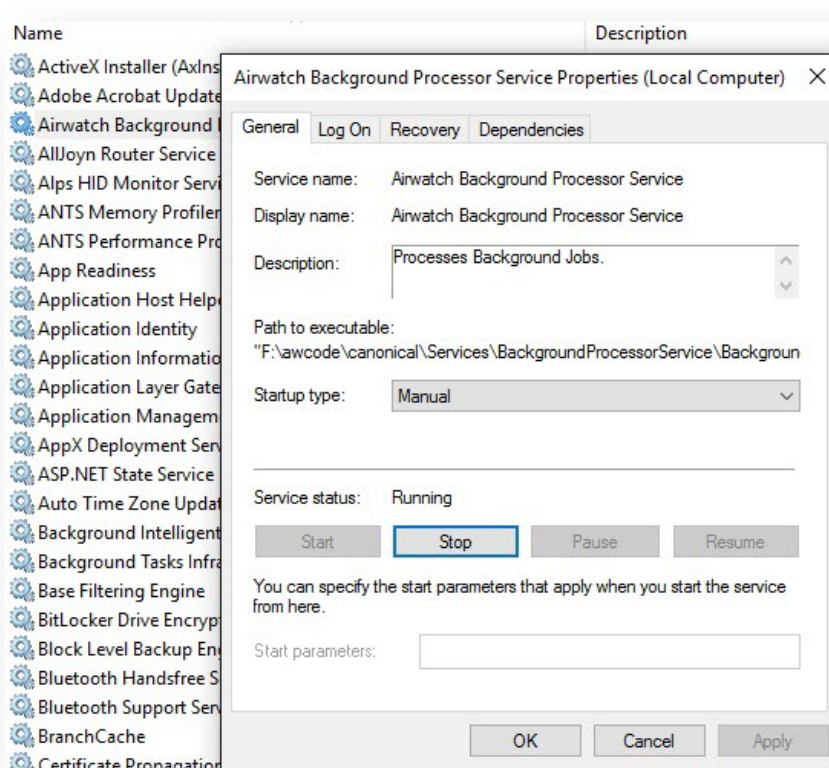 Name
Description
ActiveX Installer (AxIns
Adobe Acrobat Update
Airwatch Background
AllJoyn Router Service
Alps HID Monitor Servi
ANTS Memory Profiler
ANTS Performance Pro
App Readiness
Application Host Helpe
Application Identity
Application Informatio
Application Layer Gate
Application Managem
AppX Deployment Serv
ASP.NET State Service
Auto Time Zone Updat
Background Intelligent
Background Tasks Infra
Base Filtering Engine
BitLocker Drive Encryp
Block Level Backup Eng
Bluetooth Handsfree S
Bluetooth Support Serv
BranchCache
Certificate Propagation
Airwatch Background Processor Service Properties (Local Computer)
General Log On Recovery Dependencies
Service name: Airwatch Background Processor Service
Display name: Airwatch Background Processor Service
Description: Processes Background Jobs.
Path to executable:
"F:\awcode\canonical\Services\BackgroundProcessorService\Backgroun
Startup type: Manual
Service status: Running
Start Stop Pause Resume
You can specify the start parameters that apply when you start the service
from here.
Start parameters:
OK Cancel Apply